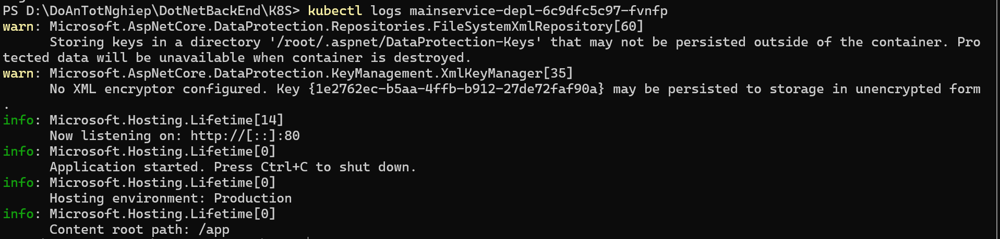 PS D:\DoAnTotNghiep\DotNetBackEnd\K8S> kubectl logs mainservice-depl-6c9dfc5c97-fvnfp
warn: Microsoft.AspNetCore.DataProtection.Repositories.FileSystemXmlRepository[60]
      Storing keys in a directory '/root/.aspnet/DataProtection-Keys' that may not be persisted outside of the container. Pro
tected data will be unavailable when container is destroyed.
warn: Microsoft.AspNetCore.DataProtection.KeyManagement.XmlKeyManager[35]
      No XML encryptor configured. Key {1e2762ec-b5aa-4ffb-b912-27de72faf90a} may be persisted to storage in unencrypted form
.
info: Microsoft.Hosting.Lifetime[14]
      Now listening on: http://[::]:80
info: Microsoft.Hosting.Lifetime[0]
      Application started. Press Ctrl+C to shut down.
info: Microsoft.Hosting.Lifetime[0]
      Hosting environment: Production
info: Microsoft.Hosting.Lifetime[0]
      Content root path: /app